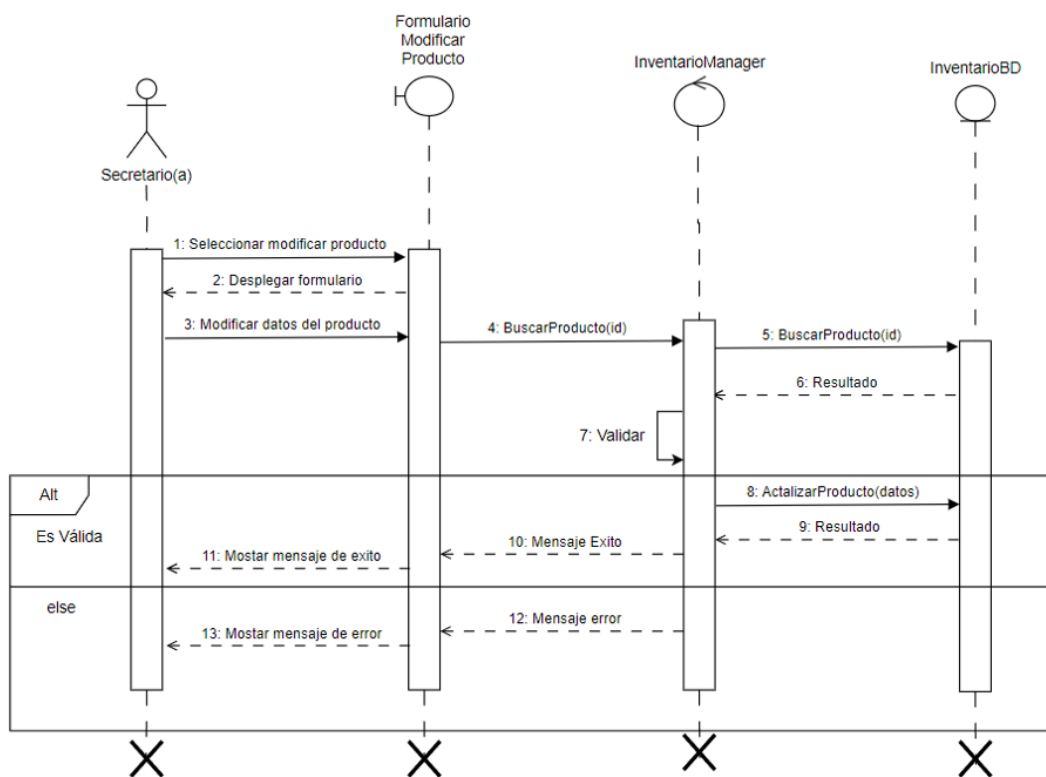 Formulario
Modificar
Producto
InventarioManager
InventarioBD
Secretario(a)
1: Seleccionar modificar producto
2: Desplegar formulario
3: Modificar datos del producto
4: BuscarProducto(id)
5: BuscarProducto(id)
6: Resultado
7: Validar
Alt
8: ActalizarProducto(datos)
Es Válida
9: Resultado
10: Mensaje Exito
11: Mostar mensaje de exito
else
12: Mensaje error
13: Mostar mensaje de error